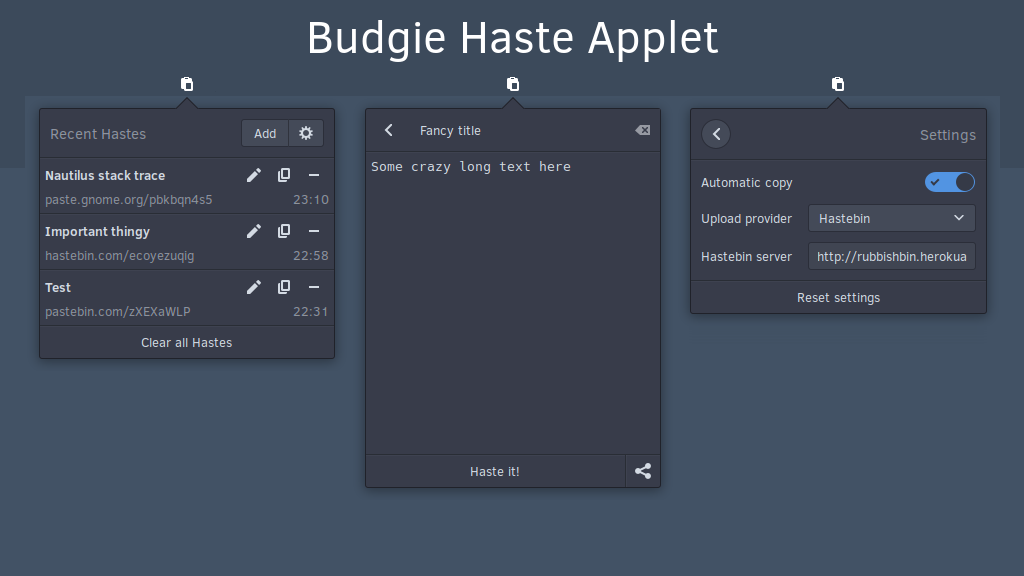 Budgie Haste Applet
Recent Hastes
Add
Nautilus stack trace
paste.gnome.org/pbkbqn4s5
23:10
Important thingy
hastebin.com/ecoyezuqig
22:58
Test
pastebin.com/zXEXaWLP
22:31
Clear all Hastes
Fancy title
Some crazy long text here
Haste it!
Settings
Automatic copy
Upload provider
Hastebin
Hastebin server
http://rubbishbin.herokua
Reset settings